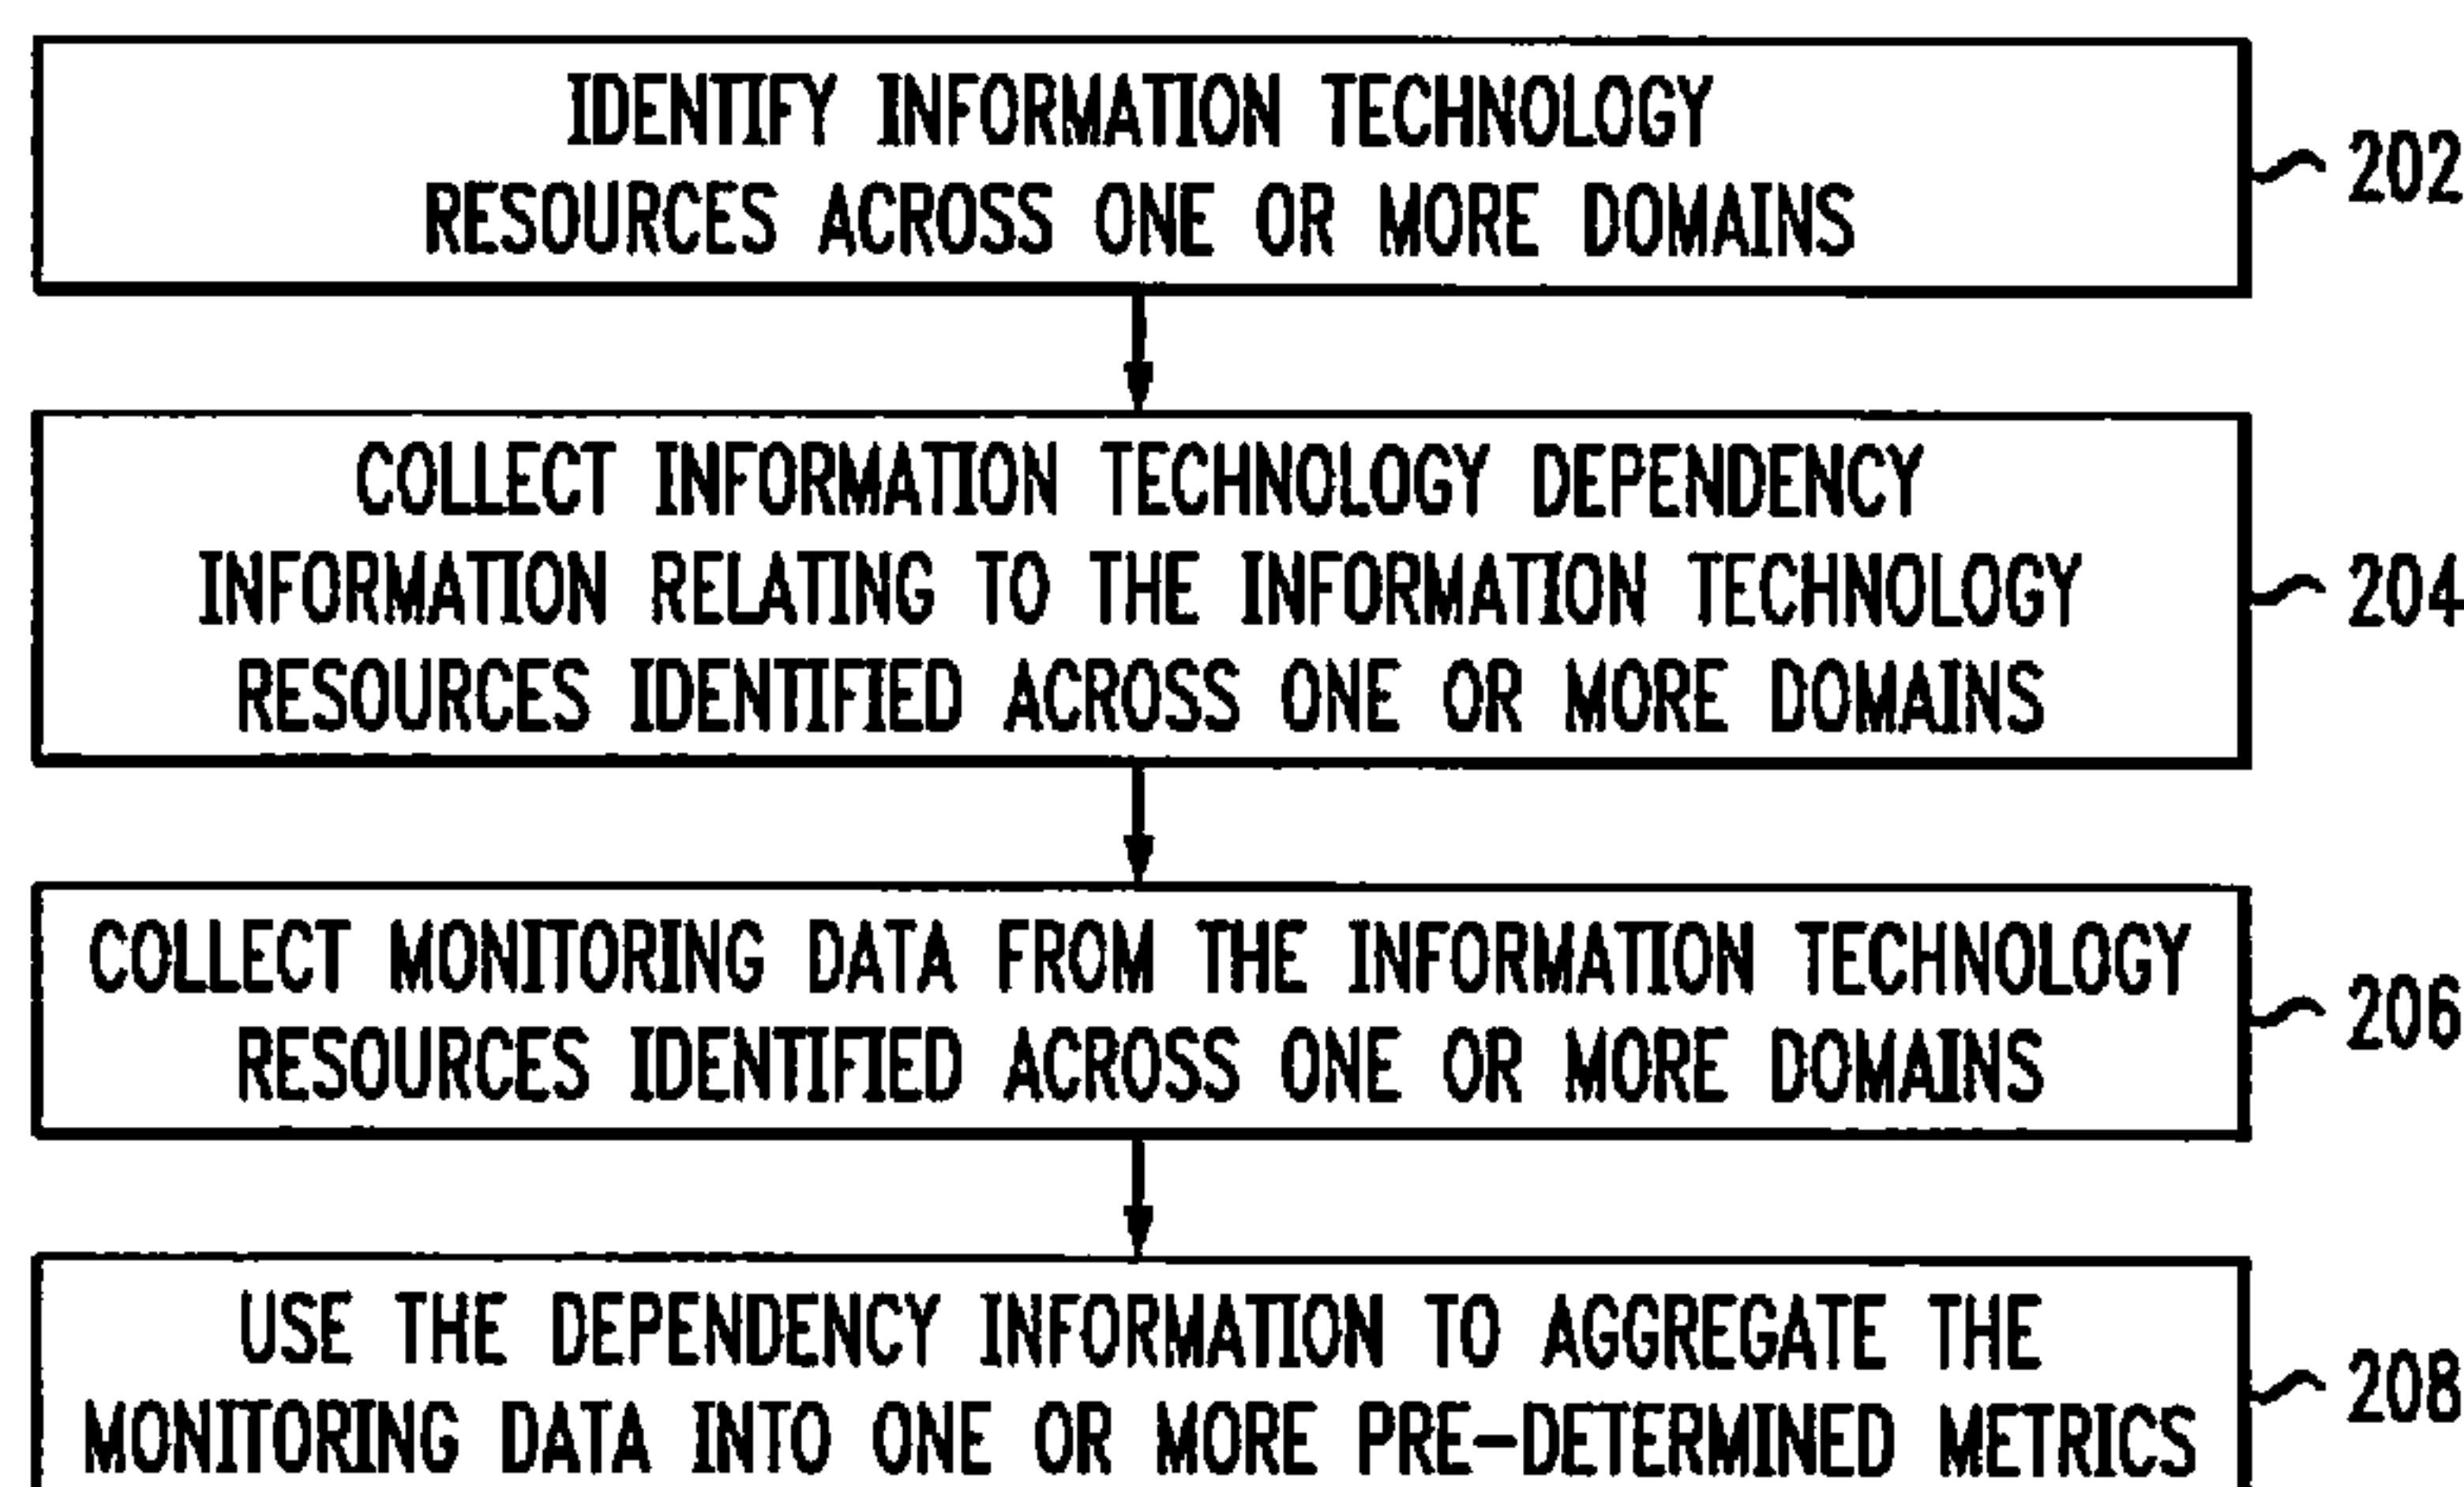 IDENTIFY INFORMATION TECHNOLOGY
RESOURCES ACROSS ONE OR MORE DOMAINS
202
COLLECT INFORMATION TECHNOLOGY DEPENDENCY
INFORMATION RELATING TO THE INFORMATION TECHNOLOGY
RESOURCES IDENTIFIED ACROSS ONE OR MORE DOMAINS
204
COLLECT MONITORING DATA FROM THE INFORMATION TECHNOLOGY
RESOURCES IDENTIFIED ACROSS ONE OR MORE DOMAINS
206
USE THE DEPENDENCY INFORMATION TO AGGREGATE THE
MONITORING DATA INTO ONE OR MORE PRE-DETERMINED METRICS
208